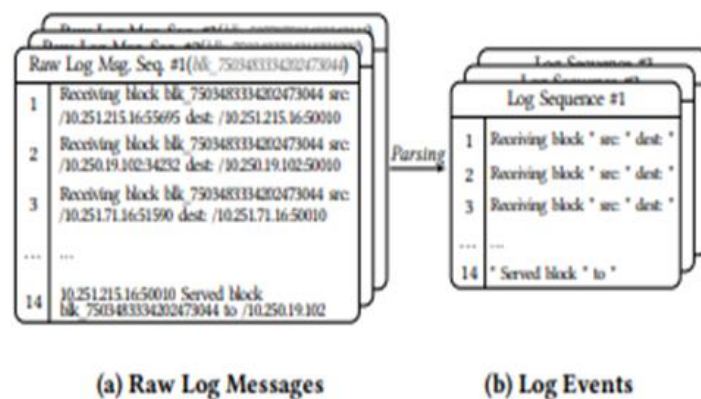 Raw Log Msg. Seq. #1(blk_7503483334202473044)
1
Receiving block blk_7503483334202473044 src:
/10.251.215.16:55695 dest: /10.251.215.16:50010
2
Receiving block blk_7503483334202473044 src:
/10.250.19.102:34232 dest: /10.250.19.102:50010
3
Receiving block blk_7503483334202473044 src:
/10.251.71.16:51590 dest: /10.251.71.16:50010
... ...
14
10.251.215.16:50010 Served block
blk_7503483334202473044 to /10.250.19.102
Parsing
Log Sequence #1
1 Receiving block * src: * dest: *
2 Receiving block * src: * dest: *
3 Receiving block * src: * dest: *
... ...
14 * Served block * to *
(a) Raw Log Messages
(b) Log Events